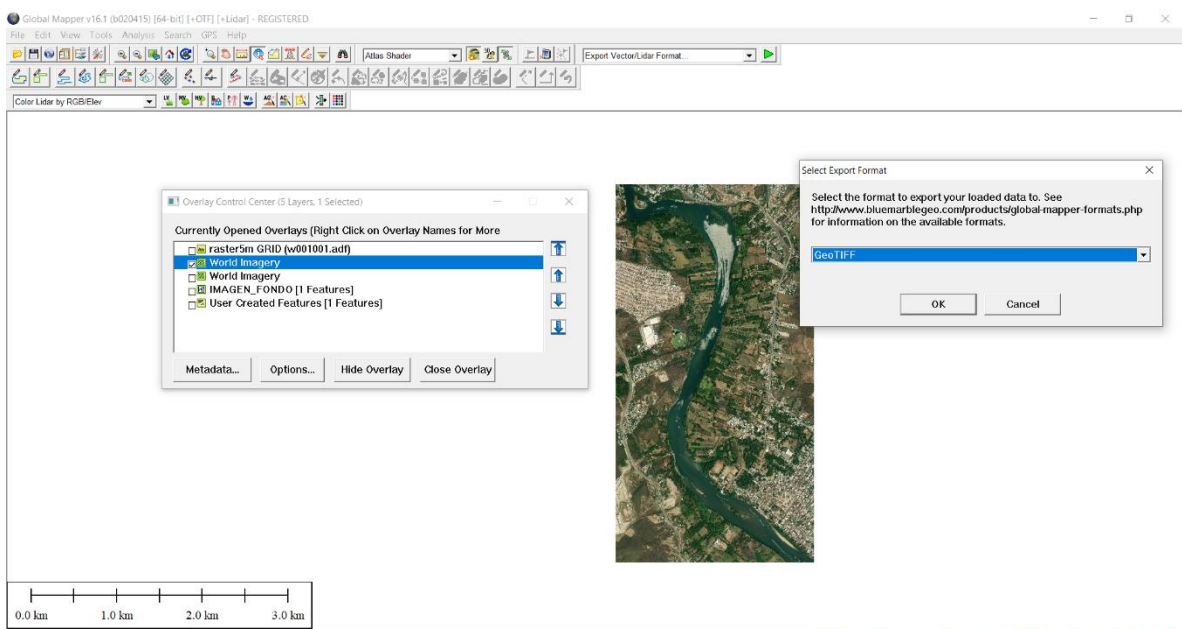 Global Mapper v16.1 (b020415) [64-bit] [+OTF] [+Lidar] - REGISTERED
File Edit View Tools Analysis Search GPS Help
Atlas Shader
Export Vector/Lidar Format...
Color Lidar by RGB/Elev
Select Export Format
Select the format to export your loaded data to. See
http://www.bluemarblegeo.com/products/global-mapper-formats.php
for information on the available formats.
GeoTIFF
OK Cancel
Overlay Control Center (5 Layers, 1 Selected)
Currently Opened Overlays (Right Click on Overlay Names for More
raster5m GRID (w001001.adf)
World Imagery
World Imagery
IMAGEN_FONDO [1 Features]
User Created Features [1 Features]
Metadata... Options... Hide Overlay Close Overlay
0.0 km 1.0 km 2.0 km 3.0 km